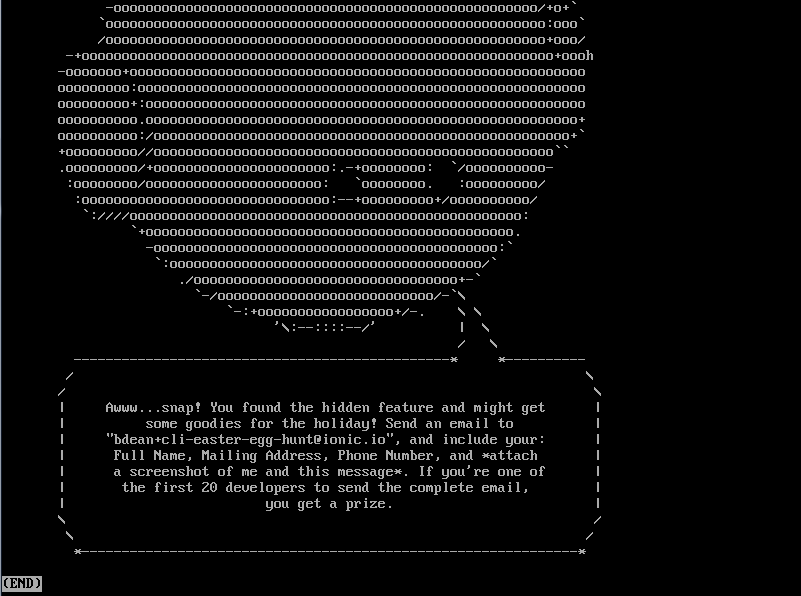 Awww...snap! You found the hidden feature and might get
some goodies for the holiday! Send an email to
"bdean+cli-easter-egg-hunt@ionic.io", and include your:
Full Name, Mailing Address, Phone Number, and *attach
a screenshot of me and this message*. If you're one of
the first 20 developers to send the complete email,
you get a prize.
(END)